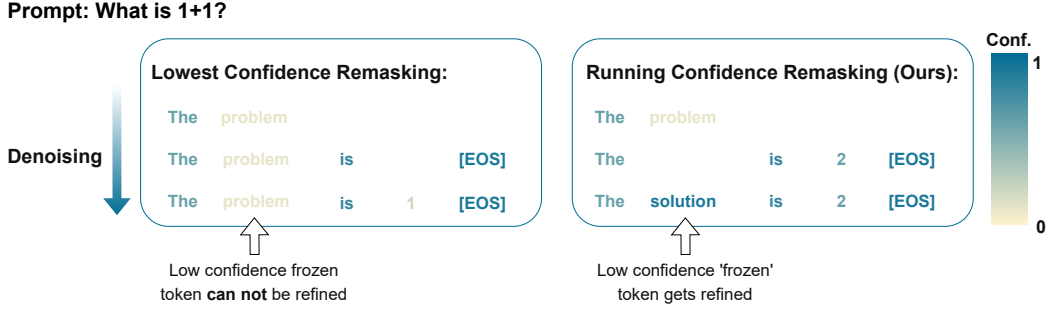 Prompt: What is 1+1?
Conf.
Lowest Confidence Remasking:
Running Confidence Remasking (Ours):
1
The problem
The problem
Denoising
The problem is [EOS]
The is 2 [EOS]
The problem is 1 [EOS]
The solution is 2 [EOS]
0
Low confidence frozen
token can not be refined
Low confidence 'frozen'
token gets refined